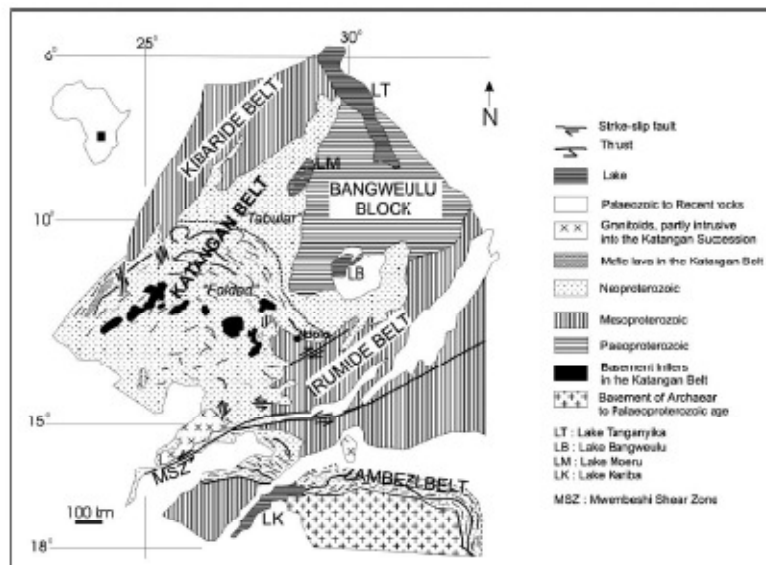 25°
30°
6°
LT
N
KIBARIDE BELT
LM
BANGWEULU
BLOCK
10°
KATANGAN BELT
"Tabular"
"Folded"
LB
IRUMIDE BELT
15°
MSZ
ZAMBEZI BELT
100 km
LK
18°
Strike-slip fault
Thrust
Lake
Palaeozoic to Recent rocks
Granitoids, partly intrusive
into the Katangan Succession
Mafic lava in the Katangan Belt
Neoproterozoic
Mesoproterozoic
Paeoproterozoic
Basement Inliers
in the Katangan Belt
Basement of Archaean
to Palaeoproterozoic age
LT : Lake Tanganyika
LB : Lake Bangweulu
LM : Lake Moeru
LK : Lake Kariba
MSZ : Mwembeshi Shear Zone